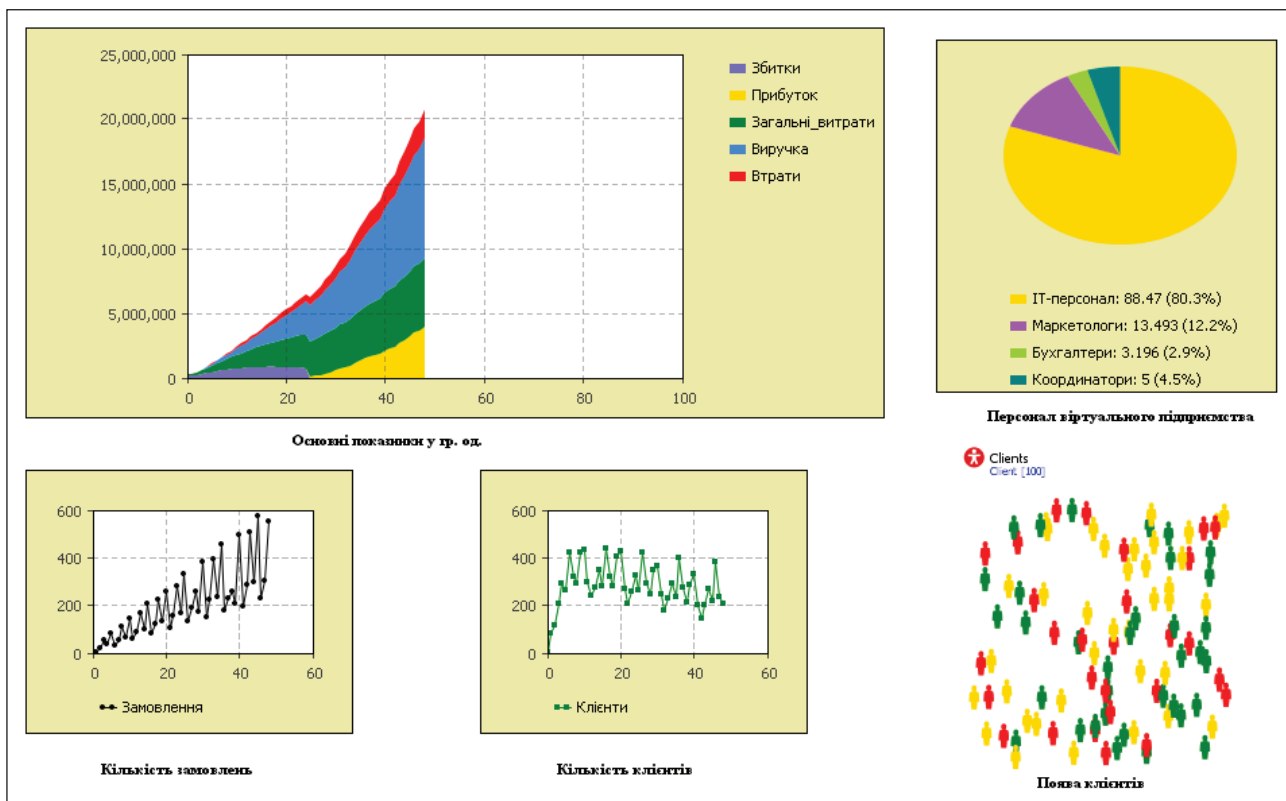 25,000,000
20,000,000
15,000,000
10,000,000
5,000,000
0
0 20 40 60 80 100
Збитки
Прибуток
Загальні_витрати
Виручка
Втрати
Основні показники у гр. од.
ІТ-персонал: 88.47 (80.3%)
Маркетологи: 13.493 (12.2%)
Бухгалтери: 3.196 (2.9%)
Координатори: 5 (4.5%)
Персонал віртуального підприємства
600
400
200
0
0 20 40 60
Замовлення
Кількість замовлень
600
400
200
0
0 20 40 60
Клієнти
Кількість клієнтів
Clients
Client [100]
Поява клієнтів